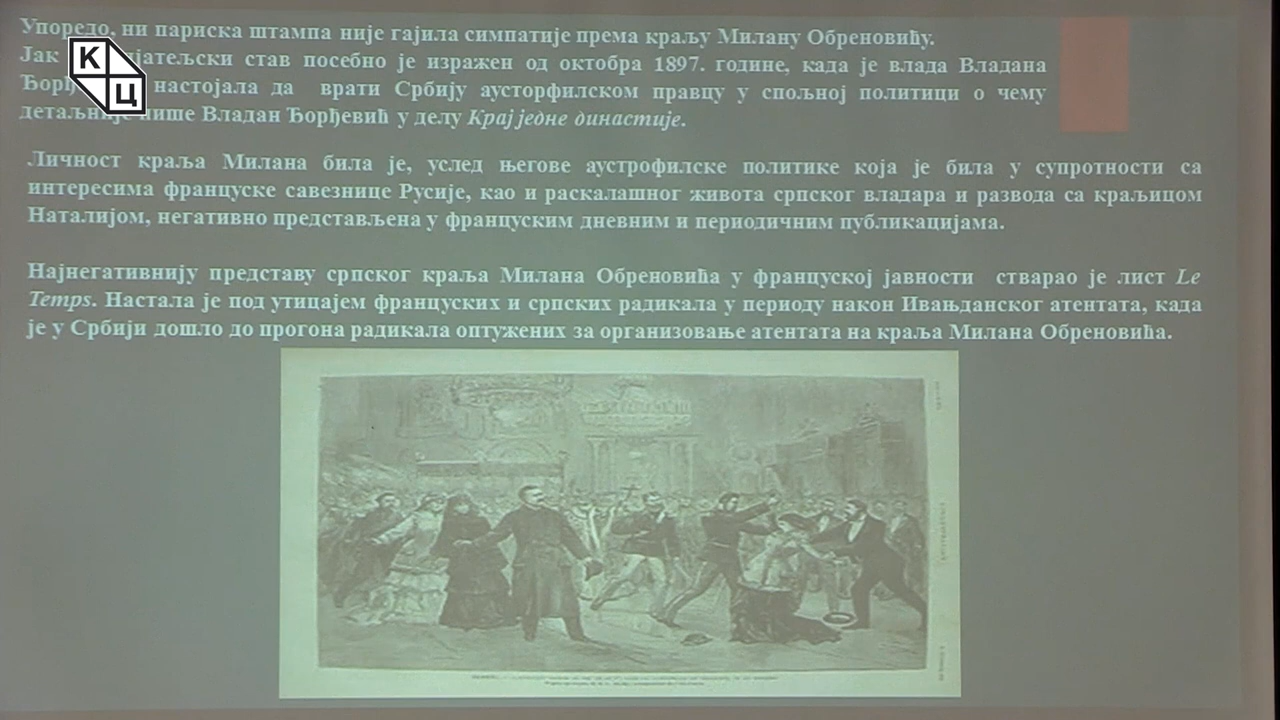 Упоредо, ни париска штампа није гајила симпатије према краљу Милану Обреновићу.
Јак став посебно је изражен од октобра 1897. године, када је влада Владана
настојала да врати Србију аусторфилском правцу у спољној политици о чему
детаљније пише Владан Ђорђевић у делу Крај једне династије.
Личност краља Милана била је, услед његове аустрофилске политике која је била у супротности са
интересима француске савезнице Русије, као и раскалашног живота српског владара и развода са краљицом
Наталијом, негативно представљена у француским дневним и периодичним публикацијама.
Најнегативнију представу српског краља Милана Обреновића у француској јавности стварао је лист Le
Temps. Настала је под утицајем француских и српских радикала у периоду након Ивањданског атентата, када
је у Србији дошло до прогона радикала оптужених за организовање атентата на краља Милана Обреновића.
К
Ц